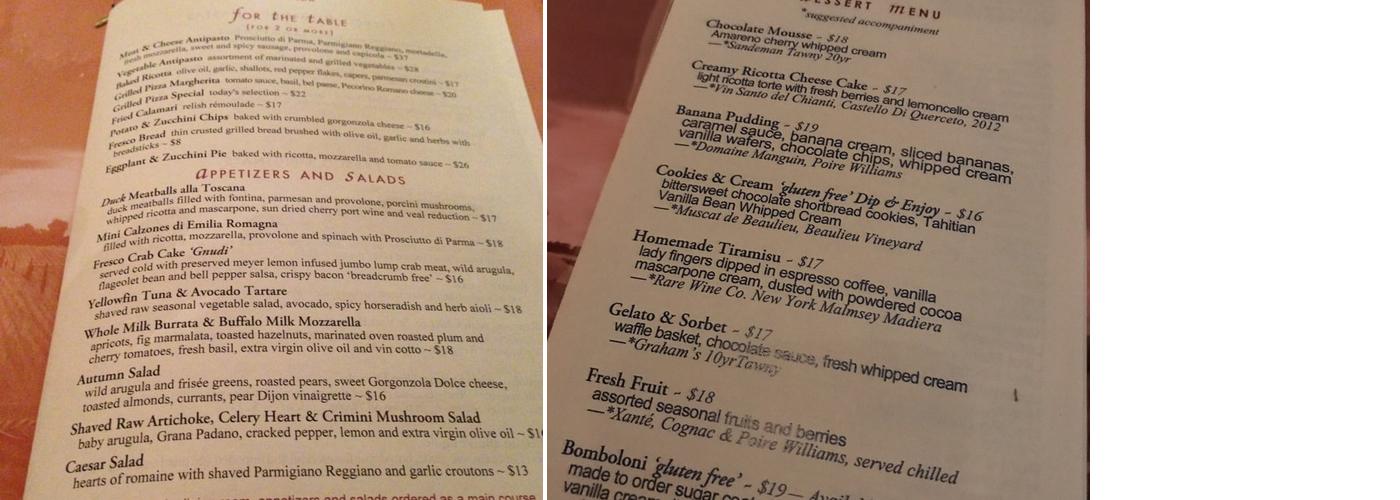 for the table
(FOR 2 OR MORE)
Meat & Cheese Antipasto Prosciutto di Parma, Parmigiano Reggiano, mortadella,
fresh mozzarella, sweet and spicy sausage, provolone and capicola ~ $37
Vegetable Antipasto assortment of marinated and grilled vegetables ~ $28
Baked Ricotta olive oil, garlic, shallots, red pepper flakes, capers, parmesan crostini ~ $17
Grilled Pizza Margherita tomato sauce, basil, bel paese, Pecorino Romano cheese ~ $20
Grilled Pizza Special today's selection ~ $22
Fried Calamari relish rémoulade ~ $17
Potato & Zucchini Chips baked with crumbled gorgonzola cheese ~ $16
Fresco Bread thin crusted grilled bread brushed with olive oil, garlic and herbs with
breadsticks ~ $8
Eggplant & Zucchini Pie baked with ricotta, mozzarella and tomato sauce ~ $26
appetizers and salads
Duck Meatballs alla Toscana
duck meatballs filled with fontina, parmesan and provolone, porcini mushrooms,
whipped ricotta and mascarpone, sun dried cherry port wine and veal reduction ~ $17
Mini Calzones di Emilia Romagna
filled with ricotta, mozzarella, provolone and spinach with Prosciutto di Parma ~ $18
Fresco Crab Cake 'Gnudi'
served cold with preserved meyer lemon infused jumbo lump crab meat, wild arugula,
flageolet bean and bell pepper salsa, crispy bacon 'breadcrumb free' ~ $16
Yellowfin Tuna & Avocado Tartare
shaved raw seasonal vegetable salad, avocado, spicy horseradish and herb aioli ~ $18
Whole Milk Burrata & Buffalo Milk Mozzarella
apricots, fig marmalata, toasted hazelnuts, marinated oven roasted plum and
cherry tomatoes, fresh basil, extra virgin olive oil and vin cotto ~ $18
Autumn Salad
wild arugula and frisée greens, roasted pears, sweet Gorgonzola Dolce cheese,
toasted almonds, currants, pear Dijon vinaigrette ~ $16
Shaved Raw Artichoke, Celery Heart & Crimini Mushroom Salad
baby arugula, Grana Padano, cracked pepper, lemon and extra virgin olive oil ~
Caesar Salad
hearts of romaine with shaved Parmigiano Reggiano and garlic croutons ~ $13
appetizers and salads ordered as a main course
DESSERT MENU
*suggested accompaniment
Chocolate Mousse ~ $18
Amareno cherry whipped cream
—*Sandeman Tawny 20yr
Creamy Ricotta Cheese Cake ~ $17
light ricotta torte with fresh berries and lemoncello cream
—*Vin Santo del Chianti, Castello Di Querceto, 2012
Banana Pudding ~ $19
caramel sauce, banana cream, sliced bananas,
vanilla wafers, chocolate chips, whipped cream
—*Domaine Manguin, Poire Williams
Cookies & Cream 'gluten free' Dip & Enjoy ~ $16
bittersweet chocolate shortbread cookies, Tahitian
Vanilla Bean Whipped Cream
—*Muscat de Beaulieu, Beaulieu Vineyard
Homemade Tiramisu ~ $17
lady fingers dipped in espresso coffee, vanilla
mascarpone cream, dusted with powdered cocoa
—*Rare Wine Co. New York Malmsey Madiera
Gelato & Sorbet ~ $17
waffle basket, chocolate sauce, fresh whipped cream
—*Graham's 10yrTawny
Fresh Fruit ~ $18
assorted seasonal fruits and berries
—*Xanté, Cognac & Poire Williams, served chilled
Bomboloni 'gluten free' ~ $19—
made to order sugar
vanilla